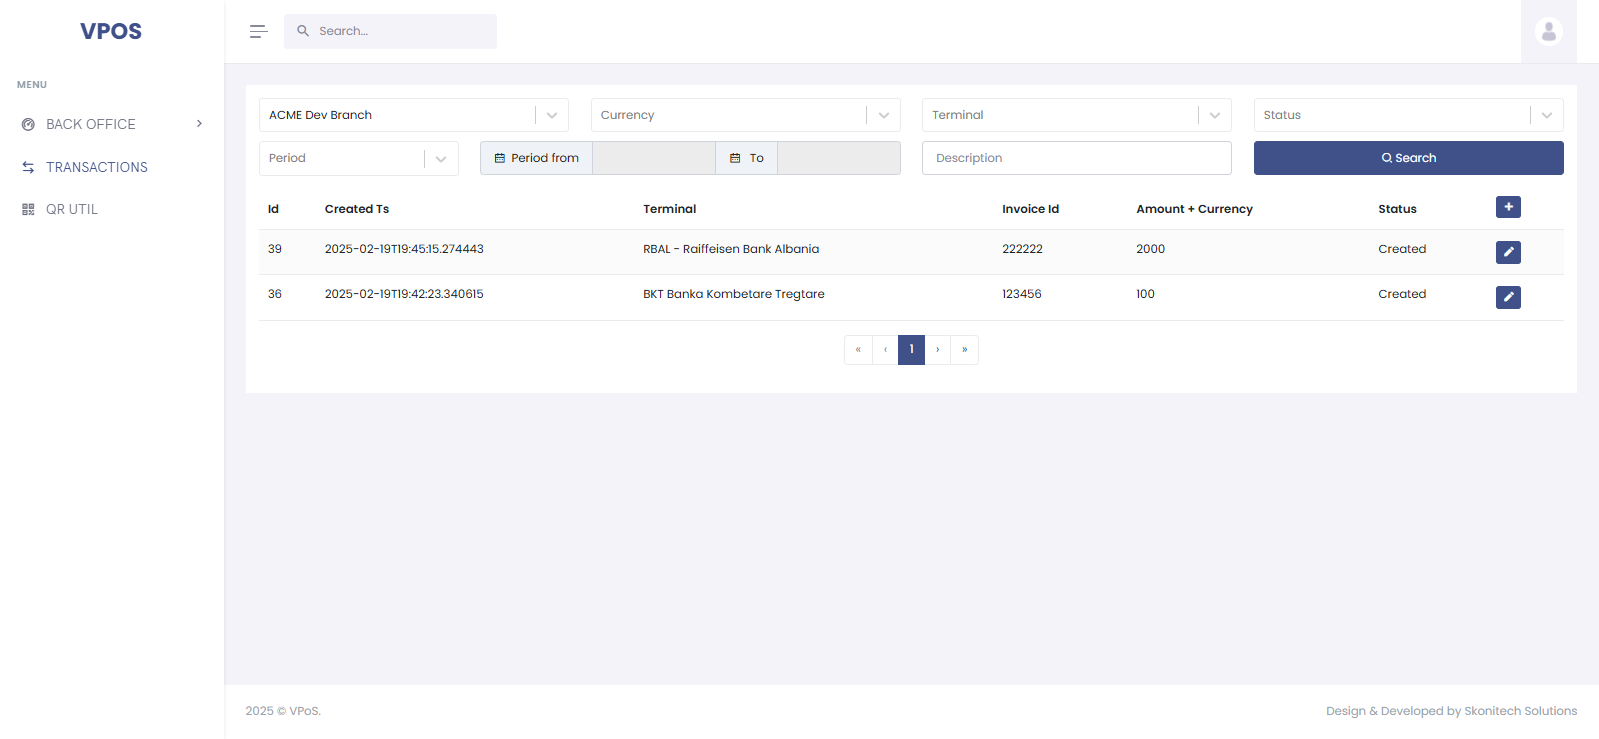 VPOS
Search...
MENU
BACK OFFICE
TRANSACTIONS
QR UTIL
ACME Dev Branch
Currency
Terminal
Status
Period
Period from
To
Description
Search
Id Created Ts Terminal Invoice Id Amount + Currency Status +
39 2025-02-19T19:45:15.274443 RBAL - Raiffeisen Bank Albania 222222 2000 Created
36 2025-02-19T19:42:23.340615 BKT Banka Kombetare Tregtare 123456 100 Created
« ‹ 1 › »
2025 © VPoS.
Design & Developed by Skonitech Solutions